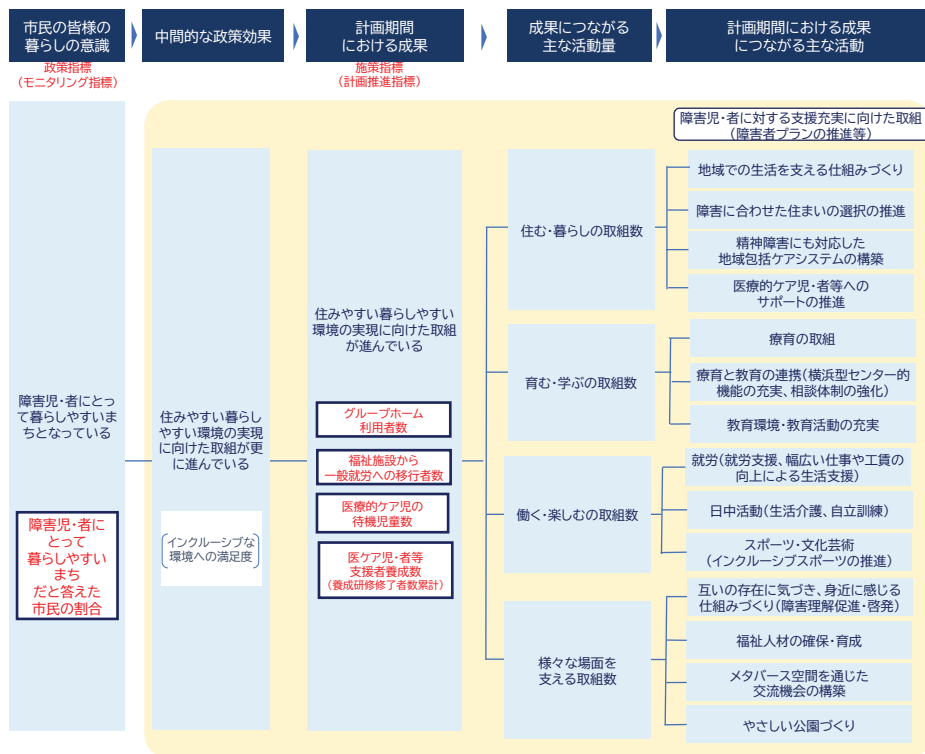 市民の皆様の
暮らしの意識
中間的な政策効果
計画期間
における成果
成果につながる
主な活動量
計画期間における成果
につながる主な活動
政策指標
(モニタリング指標)
施策指標
(計画推進指標)
障害児・者にとっ
て暮らしやすいま
ちとなっている
障害児・者に
とって
暮らしやすい
まち
だと答えた
市民の割合
住みやすい暮らし
やすい環境の実現
に向けた取組が更
に進んでいる
インクルーシブな
環境への満足度
住みやすい暮らしやすい
環境の実現に向けた取組
が進んでいる
グループホーム
利用者数
福祉施設から
一般就労への移行者数
医療的ケア児の
待機児童数
医ケア児・者等
支援者養成数
(養成研修修了者数累計)
住む・暮らしの取組数
育む・学ぶの取組数
働く・楽しむの取組数
様々な場面を
支える取組数
障害児・者に対する支援充実に向けた取組
(障害者プランの推進等)
地域での生活を支える仕組みづくり
障害に合わせた住まいの選択の推進
精神障害にも対応した
地域包括ケアシステムの構築
医療的ケア児・者等への
サポートの推進
療育の取組
療育と教育の連携(横浜型センター的
機能の充実、相談体制の強化)
教育環境・教育活動の充実
就労(就労支援、幅広い仕事や工賃の
向上による生活支援)
日中活動(生活介護、自立訓練)
スポーツ・文化芸術
(インクルーシブスポーツの推進)
互いの存在に気づき、身近に感じる
仕組みづくり(障害理解促進・啓発)
福祉人材の確保・育成
メタバース空間を通じた
交流機会の構築
やさしい公園づくり